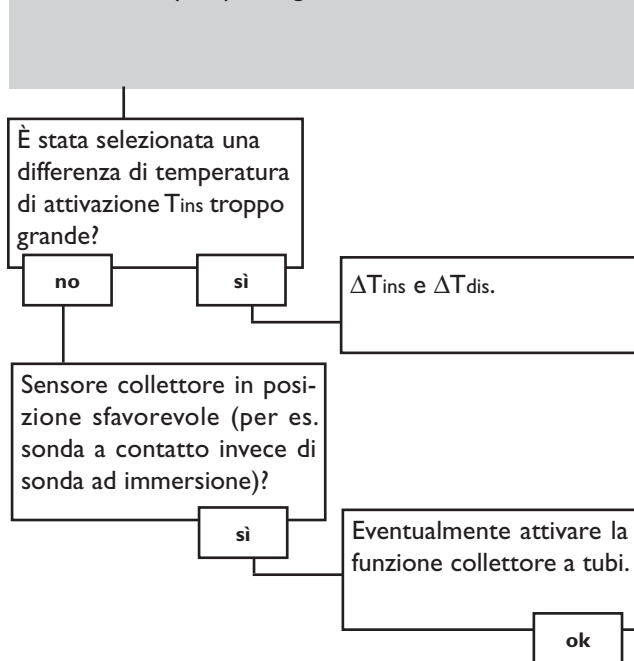 È stata selezionata una
differenza di temperatura
di attivazione Tins troppo
grande?
no
sì
ΔTins e ΔTdis.
Sensore collettore in posi-
zione sfavorevole (per es.
sonda a contatto invece di
sonda ad immersione)?
sì
Eventualmente attivare la
funzione collettore a tubi.
ok